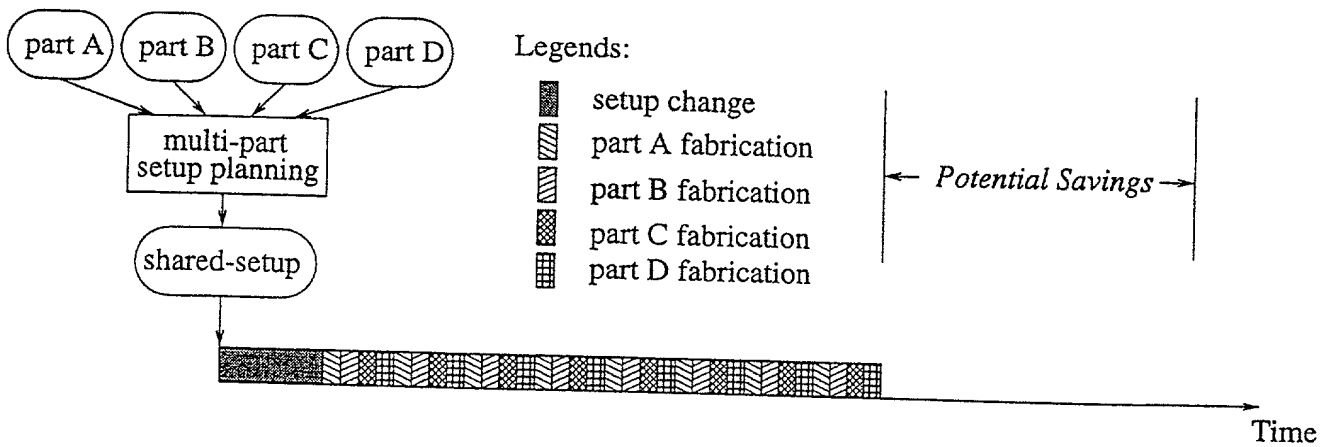 part A
part B
part C
part D
multi-part
setup planning
shared-setup
Legends:
setup change
part A fabrication
part B fabrication
part C fabrication
part D fabrication
Potential Savings
Time